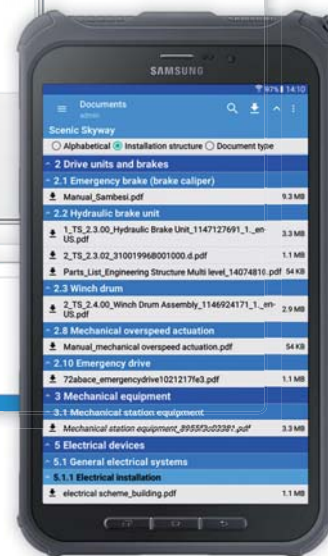 SAMSUNG
97% 14:10
Documents
admin
Scenic Skyway
Alphabetical Installation structure Document type
2 Drive units and brakes
2.1 Emergency brake (brake caliper)
Manual_Sambesi.pdf 9.3 MB
2.2 Hydraulic brake unit
1_TS_2.3.00_Hydraulic Brake Unit_1147127691_1._en-
US.pdf 3.3 MB
2_TS_2.3.02_310019968001000.d.pdf 1.1 MB
Parts_List_Engineering Structure Multi level_14074810.pdf 54 KB
2.3 Winch drum
2_TS_2.4.00_Winch Drum Assembly_1146924171_1._en-
US.pdf 2.9 MB
2.8 Mechanical overspeed actuation
Manual_mechanical overspeed actuation.pdf 54 KB
2.10 Emergency drive
72abace_emergencydrive1021217fe3.pdf 1.1 MB
3 Mechanical equipment
3.1 Mechanical station equipment
Mechanical station equipment_8955f3c03381.pdf 3.3 MB
5 Electrical devices
5.1 General electrical systems
5.1.1 Electrical installation
electrical scheme_building.pdf 1.1 MB